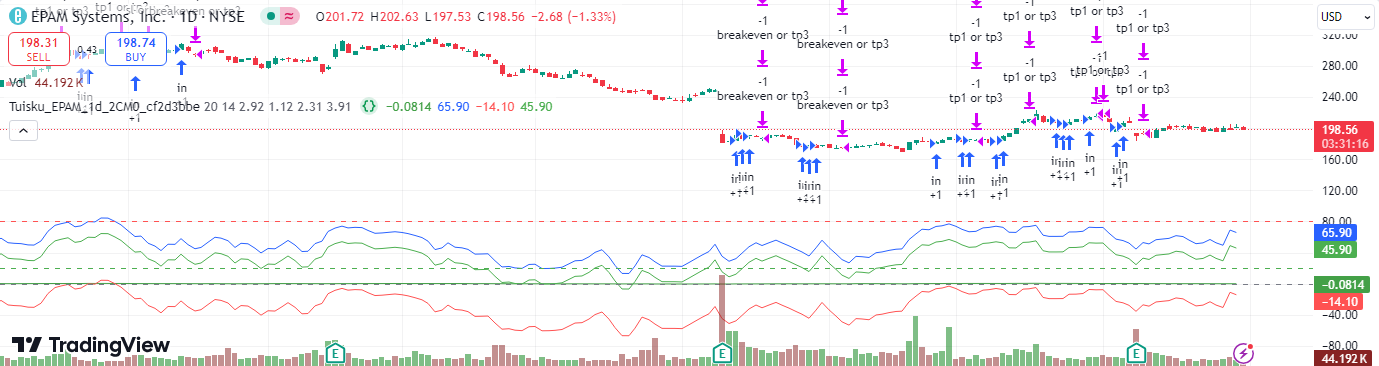 EPAM Systems, Inc. · 1D · NYSE
O201.72 H202.63 L197.53 C198.56 −2.68 (−1.33%)
USD
198.31
SELL
0.43
198.74
BUY
Vol 44.192 K
Tuisku_EPAM_1d_2CM0_cf2d31be 20 14 2.92 1.12 2.31 3.91 −0.0814 65.90 −14.10 45.90
in
+1
-1
breakeven or tp3
-1
breakeven or tp3
-1
breakeven or tp3
-1
breakeven or tp3
-1
tp1 or tp3
-1
tp1 or tp3
tp1 or tp3
-1
tp1 or tp3
-1
tp1 or tp3
-1
tp1 or tp3
in
+1
in
+1
in
+1
280.00
240.00
198.56
03:31:16
160.00
120.00
80.00
65.90
45.90
−0.0814
−14.10
−40.00
−80.00
44.192 K
E
E
E
TradingView